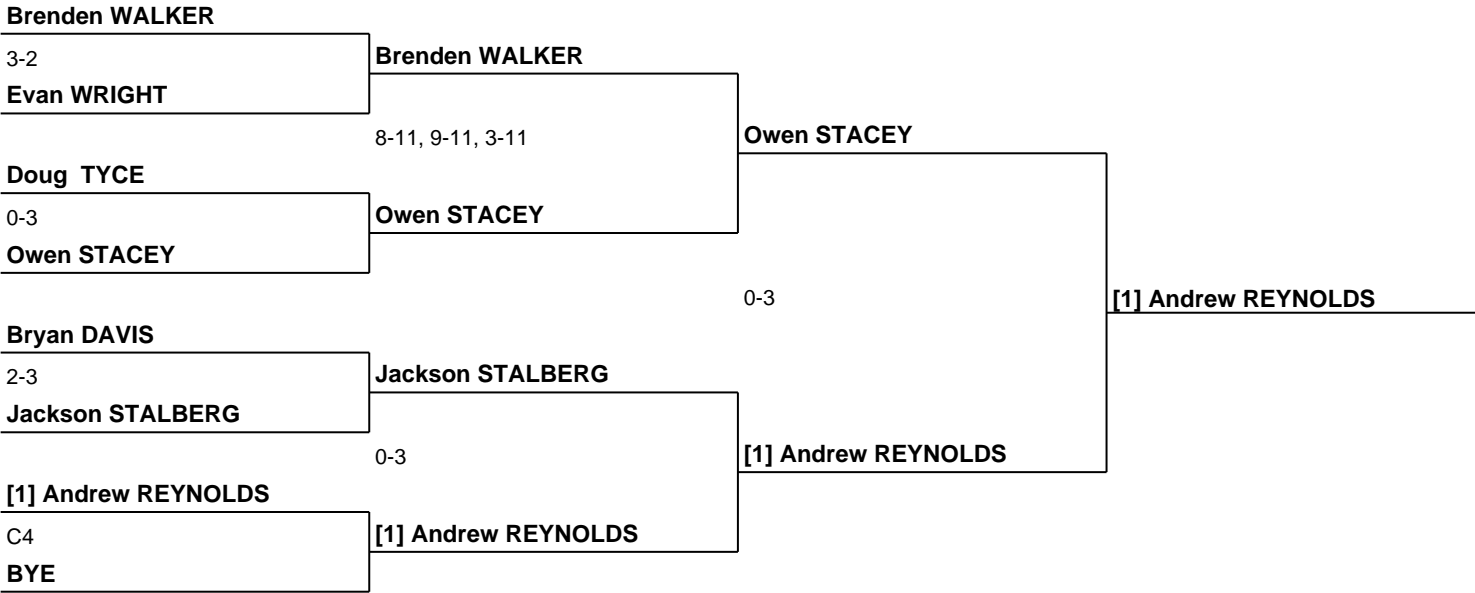 Brenden WALKER
3-2
Evan WRIGHT
Doug  TYCE
0-3
Owen STACEY
Bryan DAVIS
2-3
Jackson STALBERG
[1] Andrew REYNOLDS
C4
BYE
Brenden WALKER
8-11, 9-11, 3-11
Owen STACEY
Jackson STALBERG
0-3
[1] Andrew REYNOLDS
Owen STACEY
0-3
[1] Andrew REYNOLDS
[1] Andrew REYNOLDS